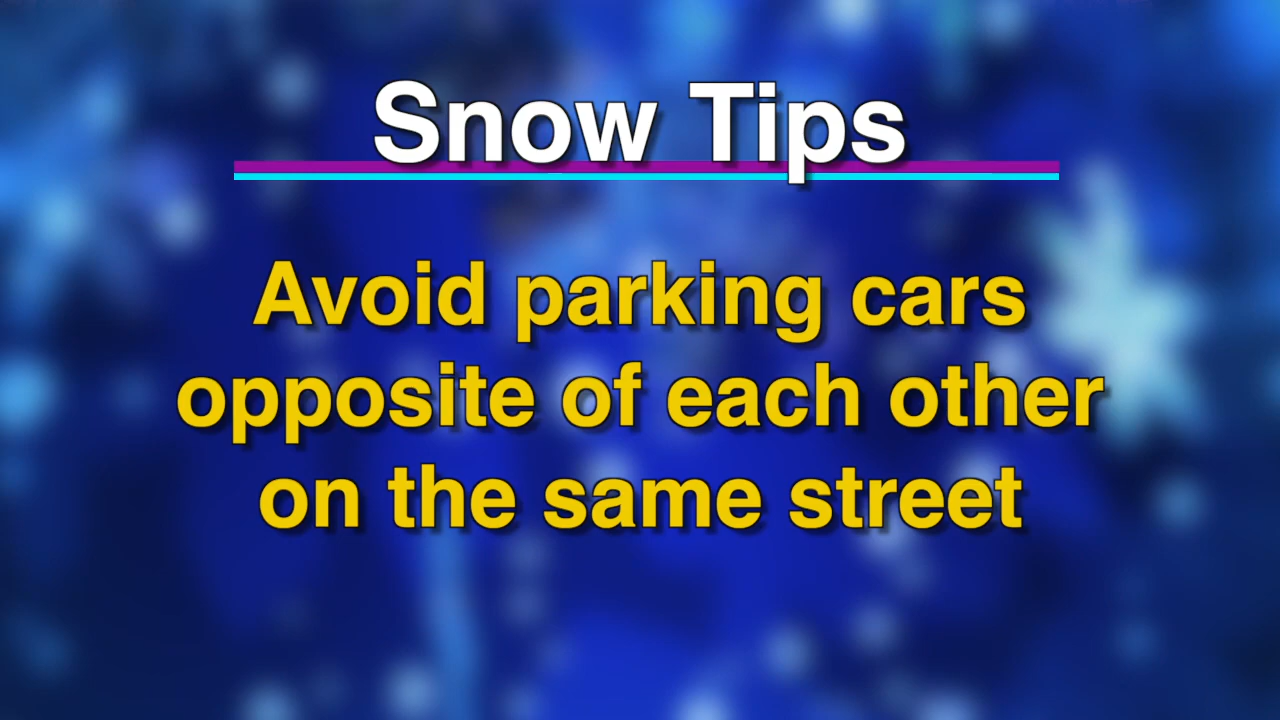 Snow Tips
Avoid parking cars
opposite of each other
on the same street